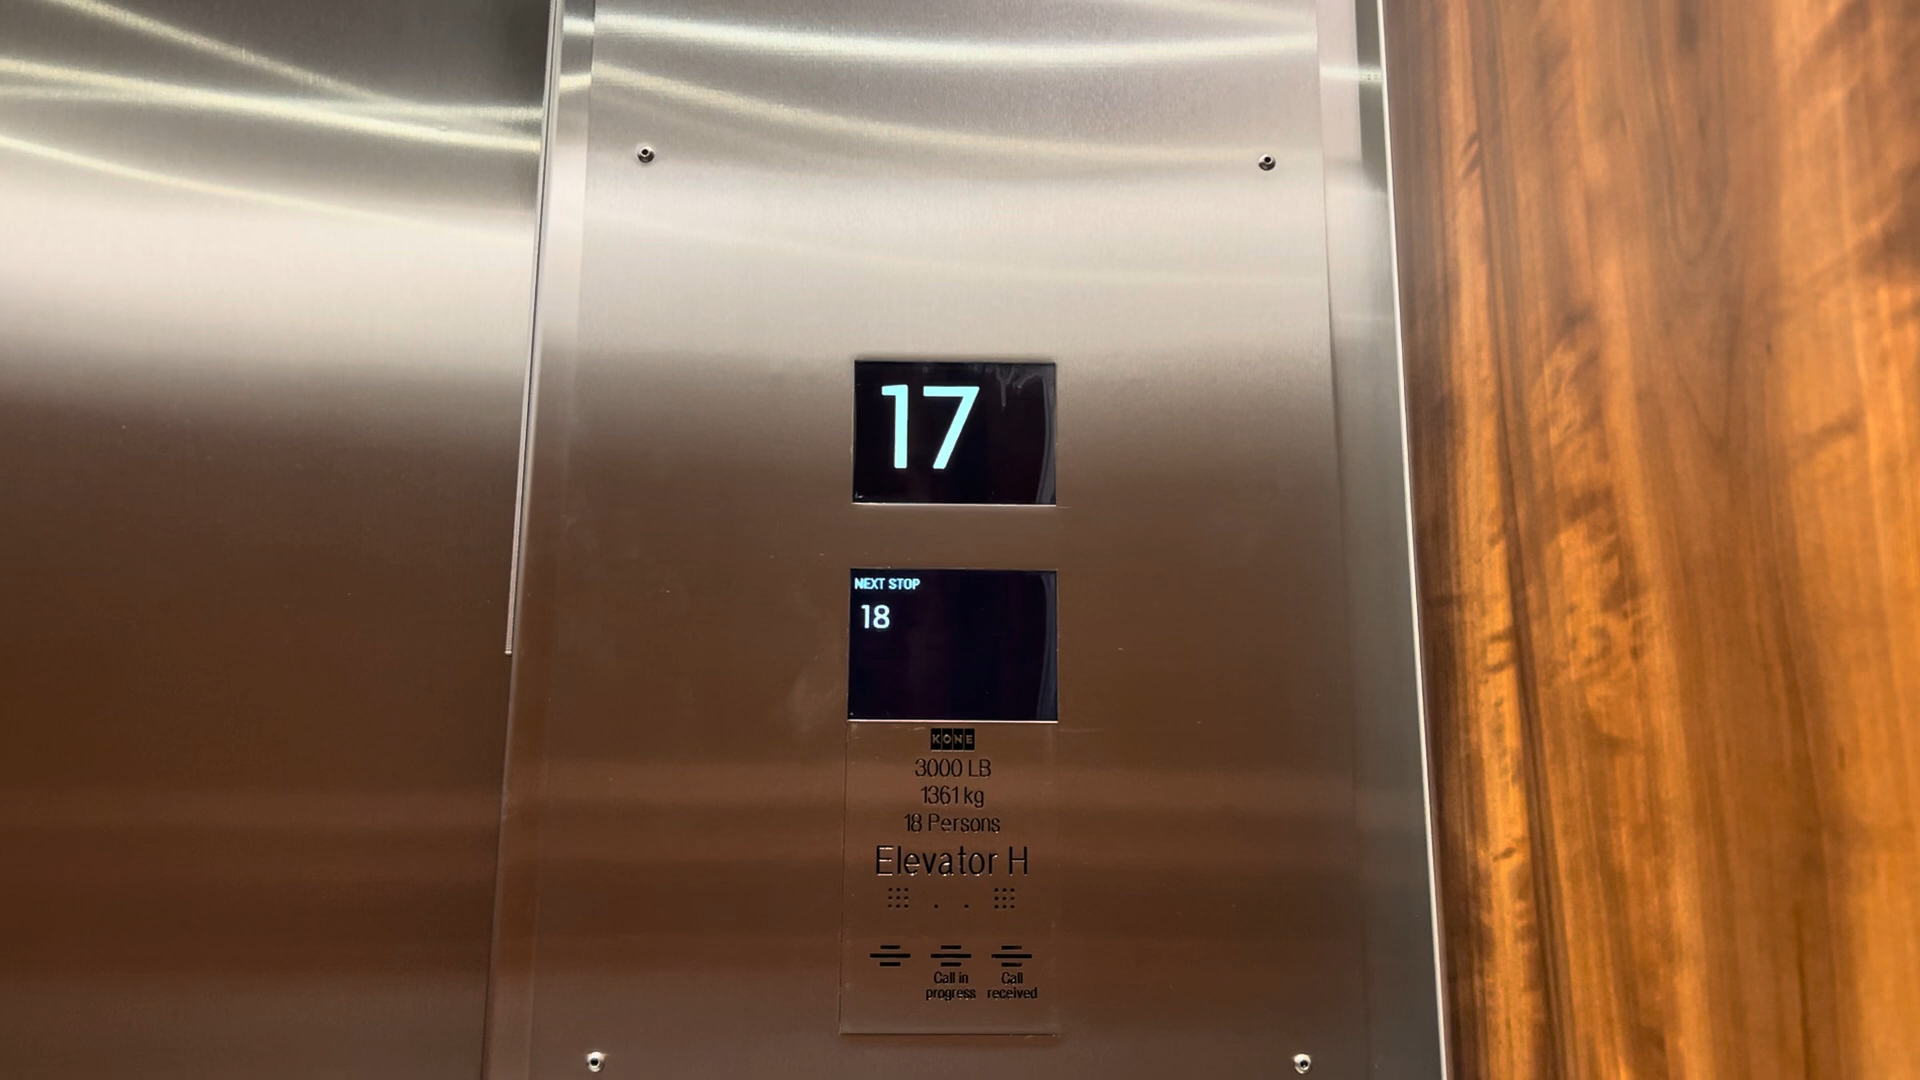 17
NEXT STOP
18
KONE
3000 LB
1361 kg
18 Persons
Elevator H
Call in progress
Call received